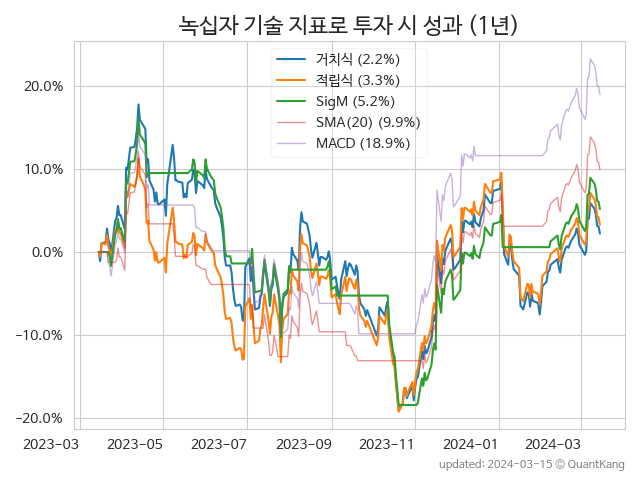 녹십자 기술 지표로 투자 시 성과 (1년)
거치식 (2.2%)
적립식 (3.3%)
SigM (5.2%)
SMA(20) (9.9%)
MACD (18.9%)
20.0%
10.0%
0.0%
−10.0%
−20.0%
2023-03 2023-05 2023-07 2023-09 2023-11 2024-01 2024-03
updated: 2024-03-15 © QuantKang